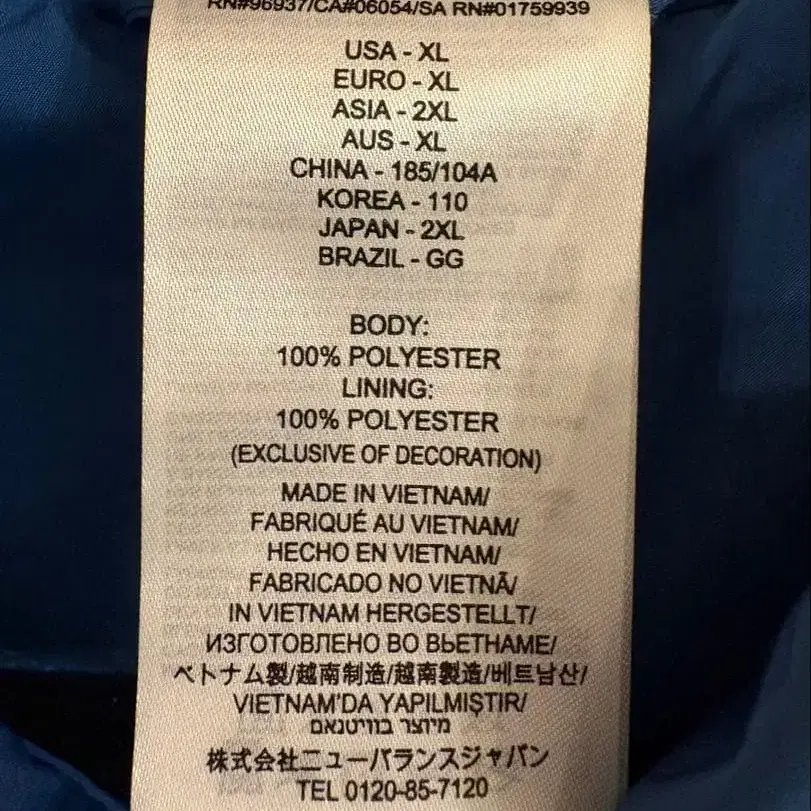 RN#96937/CA#06054/SA RN#01759939
USA - XL
EURO - XL
ASIA - 2XL
AUS - XL
CHINA - 185/104A
KOREA - 110
JAPAN - 2XL
BRAZIL - GG
BODY:
100% POLYESTER
LINING:
100% POLYESTER
(EXCLUSIVE OF DECORATION)
MADE IN VIETNAM/
FABRIQUÉ AU VIETNAM/
HECHO EN VIETNAM/
FABRICADO NO VIETNÃ/
IN VIETNAM HERGESTELLT/
ИЗГОТОВЛЕНО ВО ВЬЕТНАМЕ/
ベトナム製/越南制造/越南製造/베트남산/
VIETNAM'DA YAPILMIŞTIR/
מיוצר בוויטנאם
株式会社ニューバランスジャパン
TEL 0120-85-7120